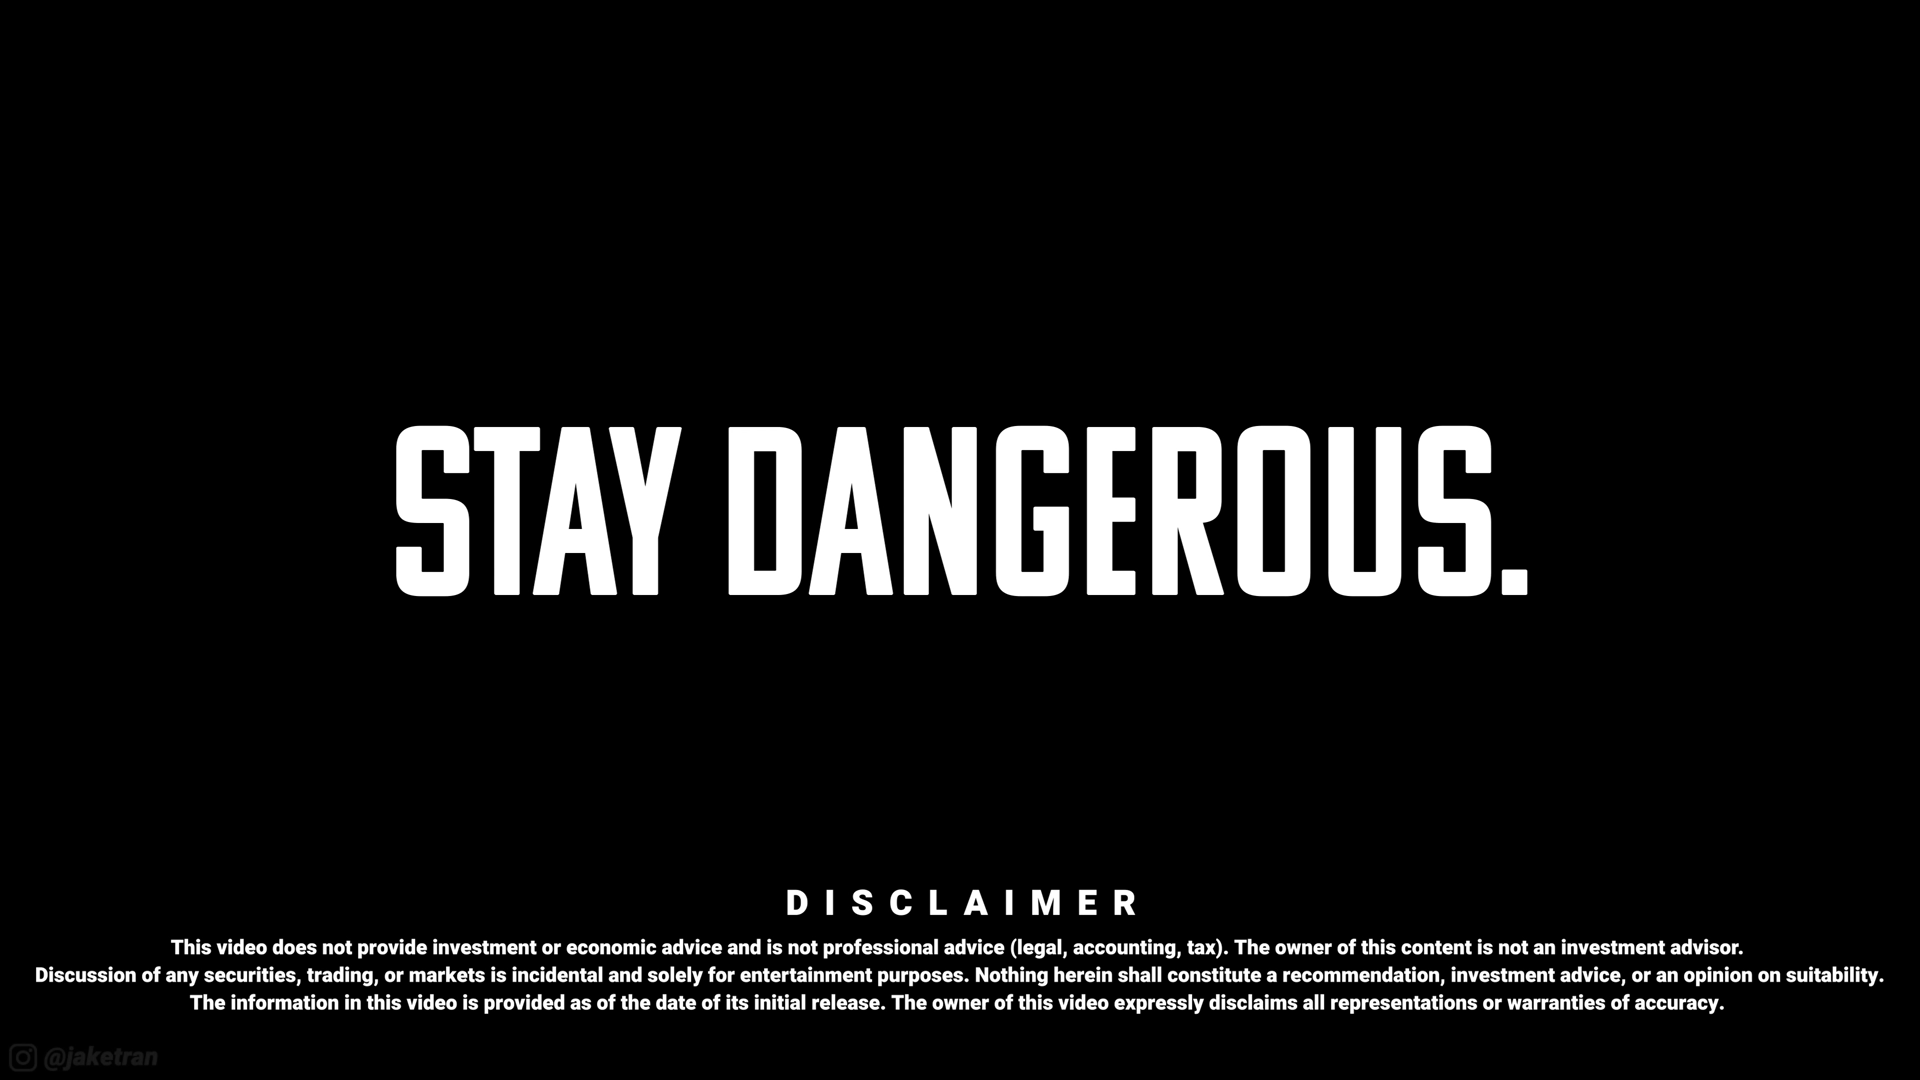 STAY DANGEROUS.
DISCLAIMER
This video does not provide investment or economic advice and is not professional advice (legal, accounting, tax). The owner of this content is not an investment advisor.
Discussion of any securities, trading, or markets is incidental and solely for entertainment purposes. Nothing herein shall constitute a recommendation, investment advice, or an opinion on suitability.
The information in this video is provided as of the date of its initial release. The owner of this video expressly disclaims all representations or warranties of accuracy.
@jaketran